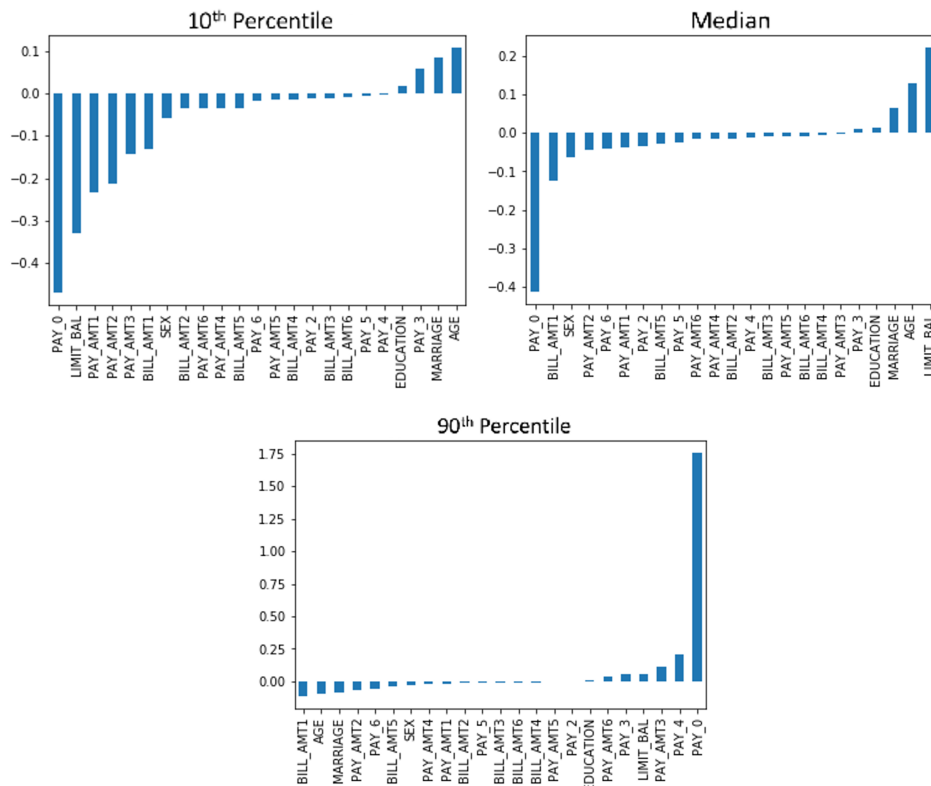 10th Percentile
0.1
0.0
−0.1
−0.2
−0.3
−0.4
PAY_0
LIMIT_BAL
PAY_AMT1
PAY_AMT2
PAY_AMT3
BILL_AMT1
SEX
BILL_AMT2
PAY_AMT6
PAY_AMT4
BILL_AMT5
PAY_6
PAY_AMT5
BILL_AMT4
PAY_2
BILL_AMT3
BILL_AMT6
PAY_5
PAY_4
EDUCATION
PAY_3
MARRIAGE
AGE
Median
0.2
0.1
0.0
−0.1
−0.2
−0.3
−0.4
PAY_0
BILL_AMT1
SEX
PAY_AMT2
PAY_6
PAY_AMT1
PAY_2
BILL_AMT5
PAY_5
PAY_AMT6
PAY_AMT4
BILL_AMT2
PAY_4
BILL_AMT3
PAY_AMT5
BILL_AMT6
BILL_AMT4
PAY_AMT3
PAY_3
EDUCATION
MARRIAGE
AGE
LIMIT_BAL
90th Percentile
1.75
1.50
1.25
1.00
0.75
0.50
0.25
0.00
BILL_AMT1
AGE
MARRIAGE
PAY_AMT2
PAY_6
BILL_AMT5
SEX
PAY_AMT4
PAY_AMT1
BILL_AMT2
PAY_5
BILL_AMT3
BILL_AMT6
BILL_AMT4
PAY_AMT5
PAY_2
EDUCATION
PAY_AMT6
PAY_3
LIMIT_BAL
PAY_AMT3
PAY_4
PAY_0